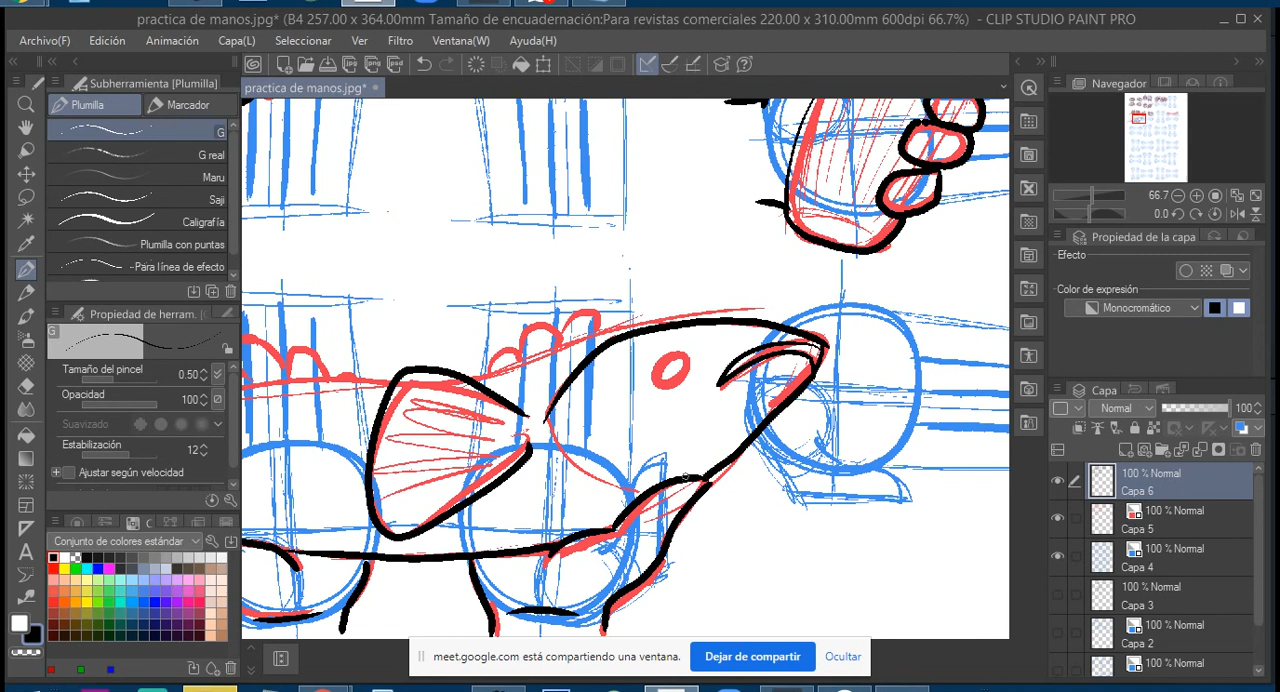 practica de manos.jpg* (B4 257.00 x 364.00mm Tamaño de encuadernación:Para revistas comerciales 220.00 x 310.00mm 600dpi 66.7%) - CLIP STUDIO PAINT PRO
Archivo(F) Edición Animación Capa(L) Seleccionar Ver Filtro Ventana(W) Ayuda(H)
Subherramienta [Plumilla]
practica de manos.jpg*
Navegador
Plumilla Marcador
G
G real
Maru
Saji
Caligrafía
Plumilla con puntas
Para línea de efecto
66.7
0.0
Propiedad de la capa
Efecto
Color de expresión
Monocromático
Propiedad de herram.
G
Tamaño del pincel 0.50
Opacidad 100
Suavizado
Estabilización 12
Ajustar según velocidad
Capa
Normal 100
100 % Normal
Capa 6
100 % Normal
Capa 5
100 % Normal
Capa 4
100 % Normal
Capa 3
100 % Normal
Capa 2
100 % Normal
Conjunto de colores estándar
meet.google.com está compartiendo una ventana. Dejar de compartir Ocultar